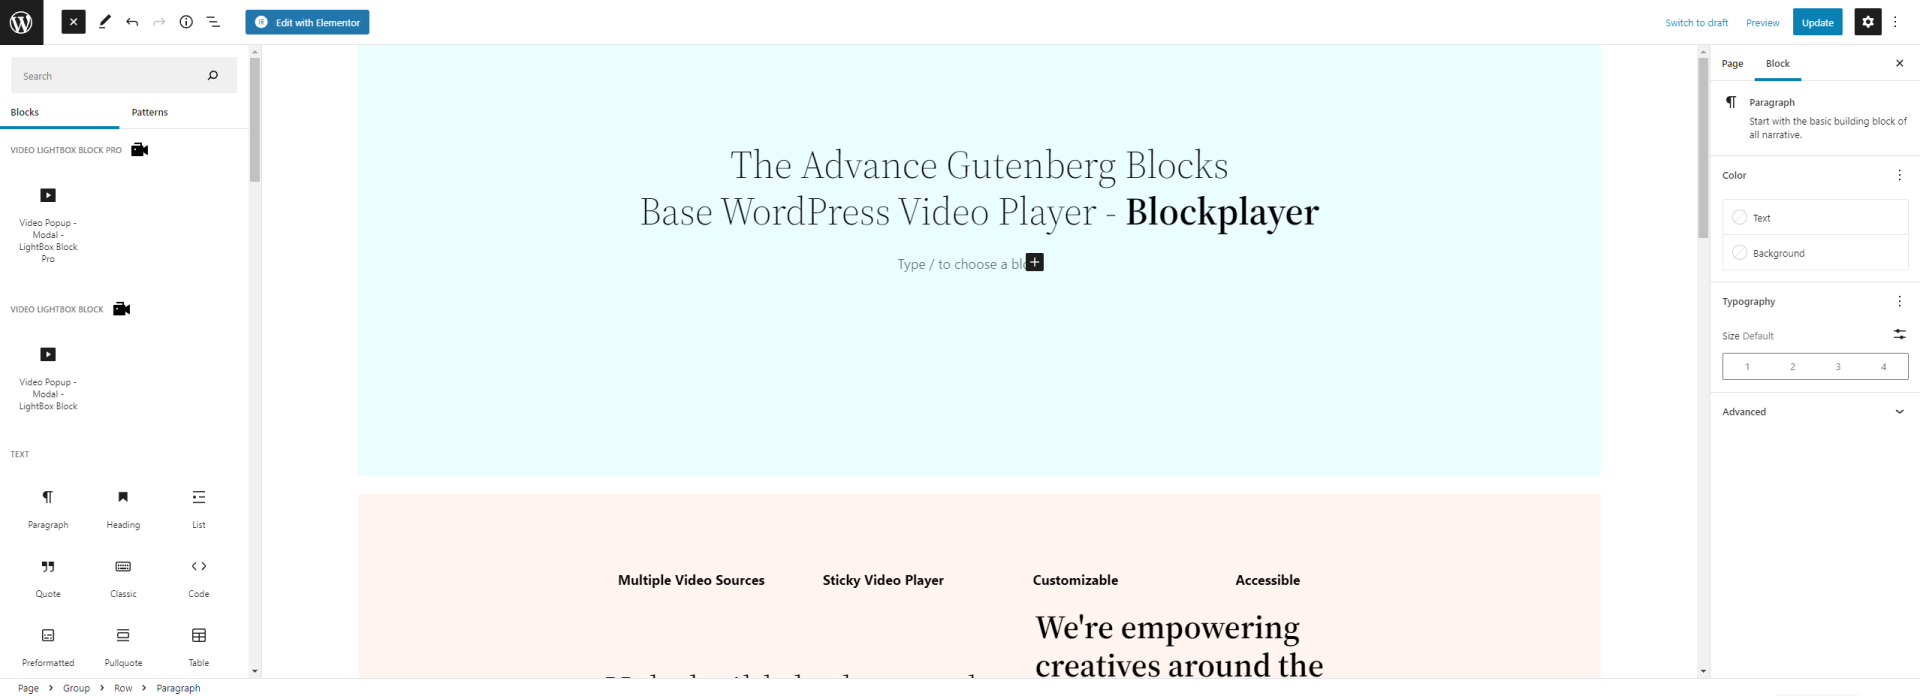 Edit with Elementor
Switch to draft
Preview
Update
Search
Blocks
Patterns
VIDEO LIGHTBOX BLOCK PRO
Video Popup -
Modal -
LightBox Block
Pro
VIDEO LIGHTBOX BLOCK
Video Popup -
Modal -
LightBox Block
TEXT
Paragraph
Heading
List
Quote
Classic
Code
Preformatted
Pullquote
Table
The Advance Gutenberg Blocks
Base WordPress Video Player - Blockplayer
Type / to choose a
Multiple Video Sources
Sticky Video Player
Customizable
Accessible
We're empowering
creatives around the
Page
Block
Paragraph
Start with the basic building block of
all narrative.
Color
Text
Background
Typography
Size Default
1 2 3 4
Advanced
Page > Group > Row > Paragraph